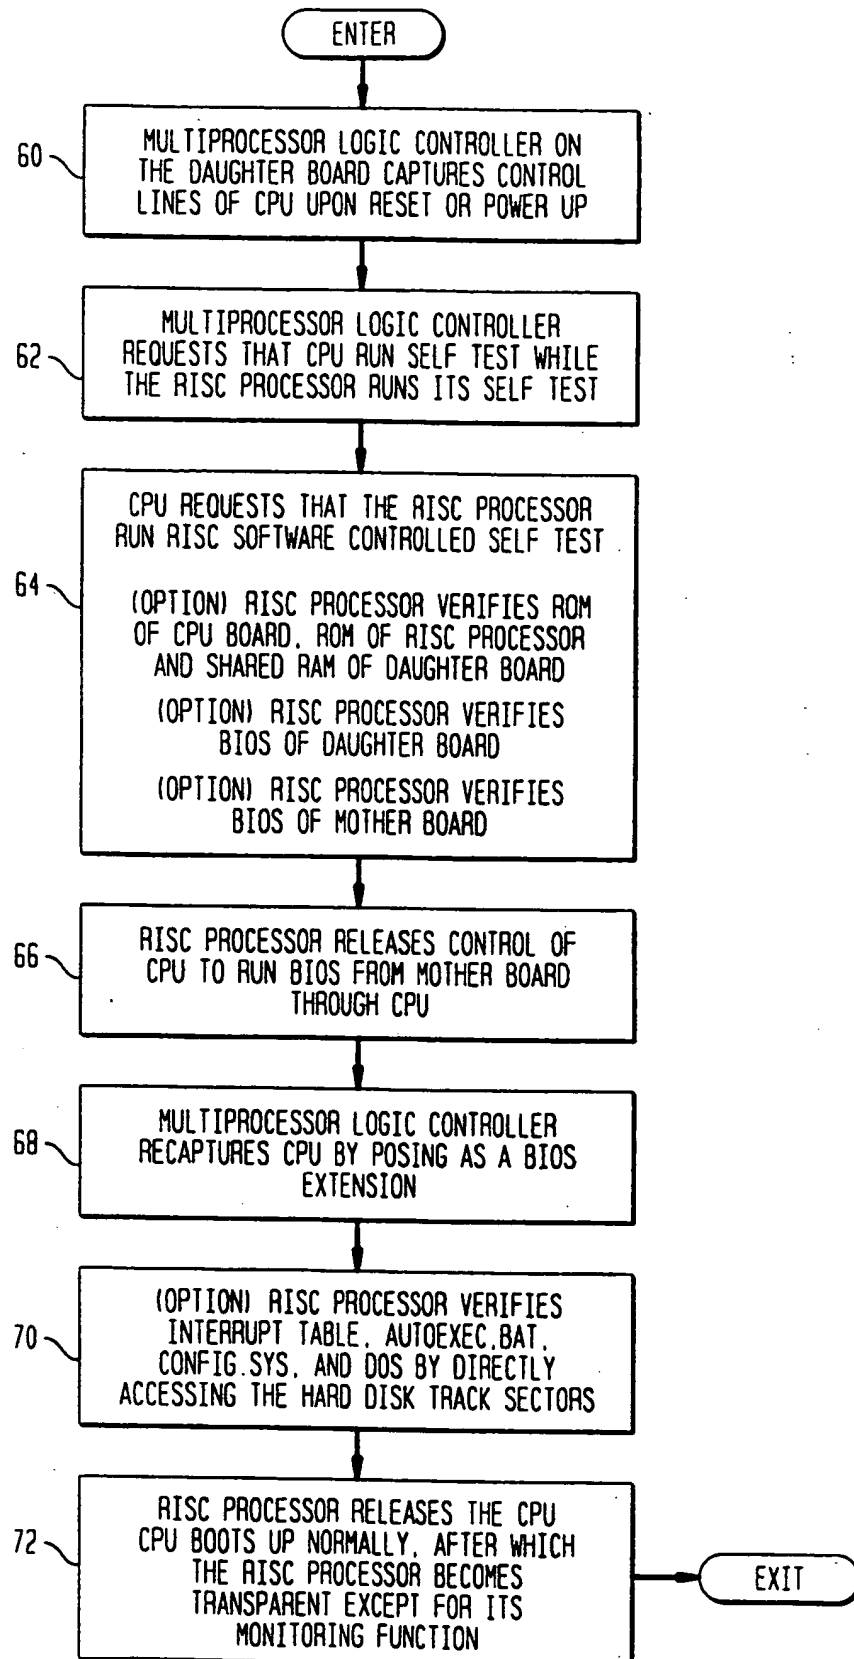 ENTER
60
MULTIPROCESSOR LOGIC CONTROLLER ON
THE DAUGHTER BOARD CAPTURES CONTROL
LINES OF CPU UPON RESET OR POWER UP
62
MULTIPROCESSOR LOGIC CONTROLLER
REQUESTS THAT CPU RUN SELF TEST WHILE
THE RISC PROCESSOR RUNS ITS SELF TEST
64
CPU REQUESTS THAT THE RISC PROCESSOR
RUN RISC SOFTWARE CONTROLLED SELF TEST
(OPTION) RISC PROCESSOR VERIFIES ROM
OF CPU BOARD, ROM OF RISC PROCESSOR
AND SHARED RAM OF DAUGHTER BOARD
(OPTION) RISC PROCESSOR VERIFIES
BIOS OF DAUGHTER BOARD
(OPTION) RISC PROCESSOR VERIFIES
BIOS OF MOTHER BOARD
66
RISC PROCESSOR RELEASES CONTROL OF
CPU TO RUN BIOS FROM MOTHER BOARD
THROUGH CPU
68
MULTIPROCESSOR LOGIC CONTROLLER
RECAPTURES CPU BY POSING AS A BIOS
EXTENSION
70
(OPTION) RISC PROCESSOR VERIFIES
INTERRUPT TABLE, AUTOEXEC.BAT,
CONFIG.SYS, AND DOS BY DIRECTLY
ACCESSING THE HARD DISK TRACK SECTORS
72
RISC PROCESSOR RELEASES THE CPU
CPU BOOTS UP NORMALLY, AFTER WHICH
THE RISC PROCESSOR BECOMES
TRANSPARENT EXCEPT FOR ITS
MONITORING FUNCTION
EXIT